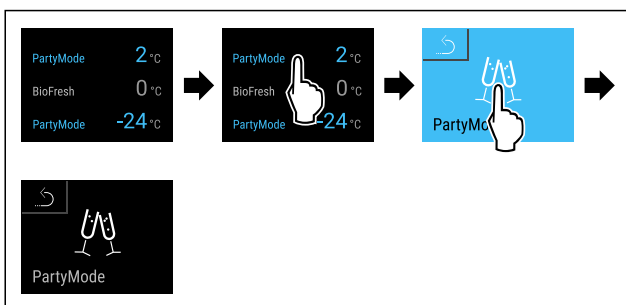 PartyMode 2 °C
BioFresh 0 °C
PartyMode -24 °C
PartyMode 2 °C
BioFresh 0 °C
PartyMode -24 °C
PartyMo
PartyMode